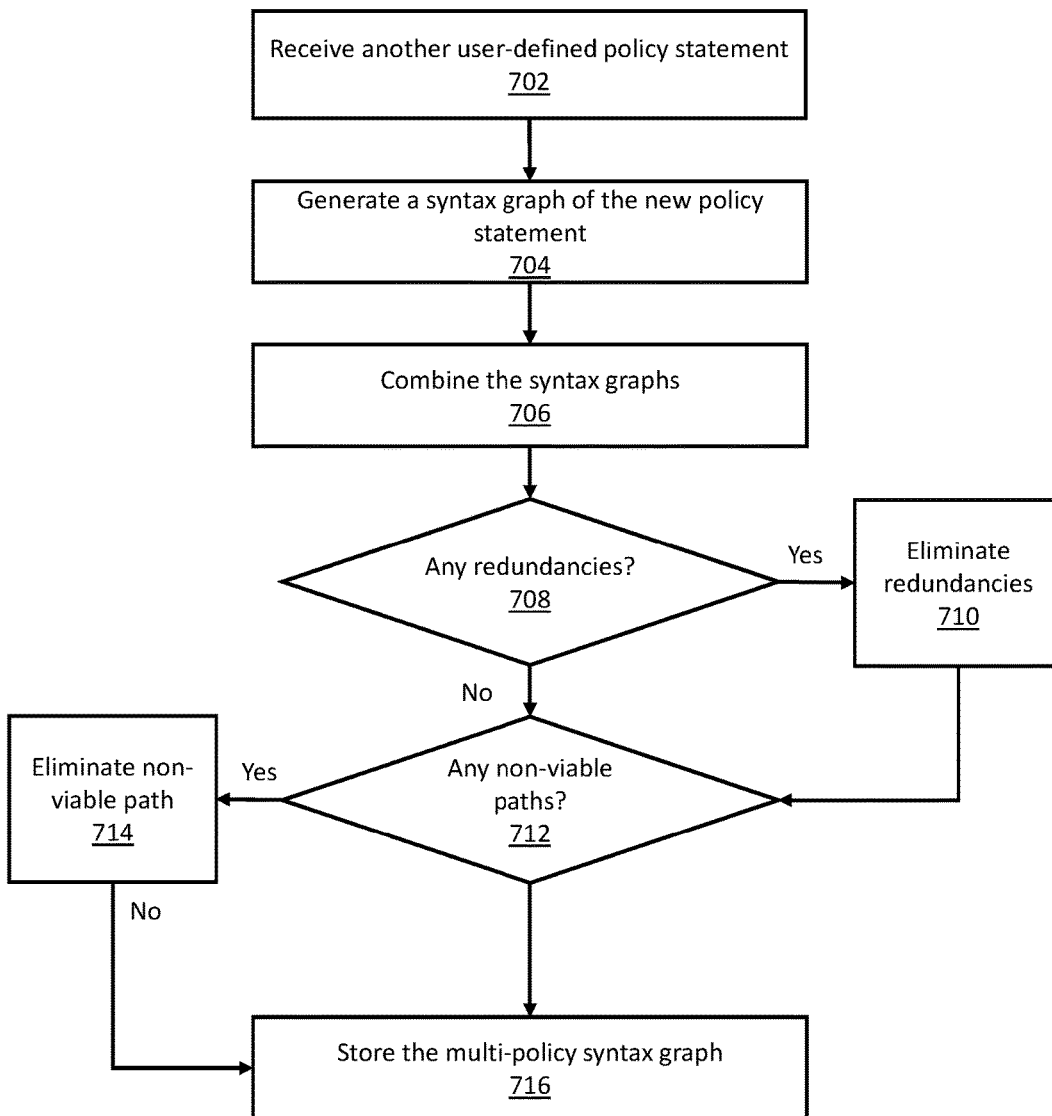 Receive another user-defined policy statement
702
Generate a syntax graph of the new policy
statement
704
Combine the syntax graphs
706
Any redundancies?
708
Yes
Eliminate
redundancies
710
No
Any non-viable
paths?
712
Yes
Eliminate non-
viable path
714
No
Store the multi-policy syntax graph
716